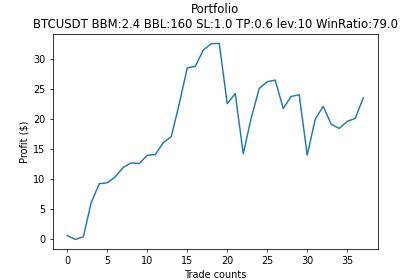 Portfolio
BTCUSDT BBM:2.4 BBL:160 SL:1.0 TP:0.6 lev:10 WinRatio:79.0
30
25
20
15
10
5
0
Profit ($)
0 5 10 15 20 25 30 35
Trade counts